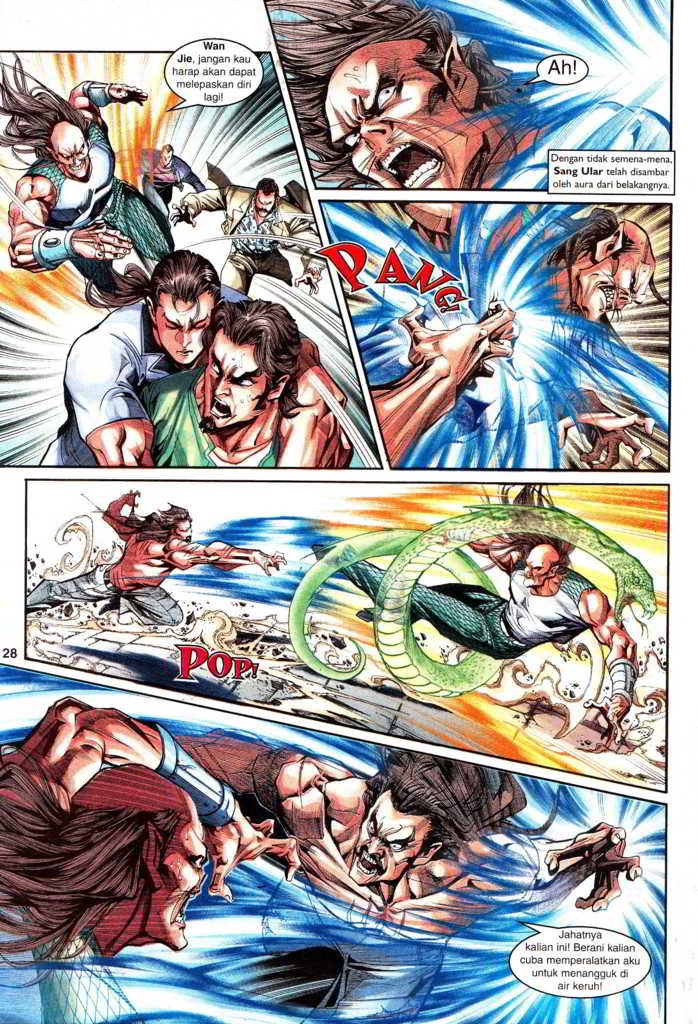 Wan
Jie, jangan kau
harap akan dapat
melepaskan diri
lagi!
Ah!
Dengan tidak semena-mena,
Sang Ular telah disambar
oleh aura dari belakangnya.
PANG
28
POP!
Jahatnya
kalian ini! Berani kalian
cuba memperalatkan aku
untuk menangguk di
air keruh!